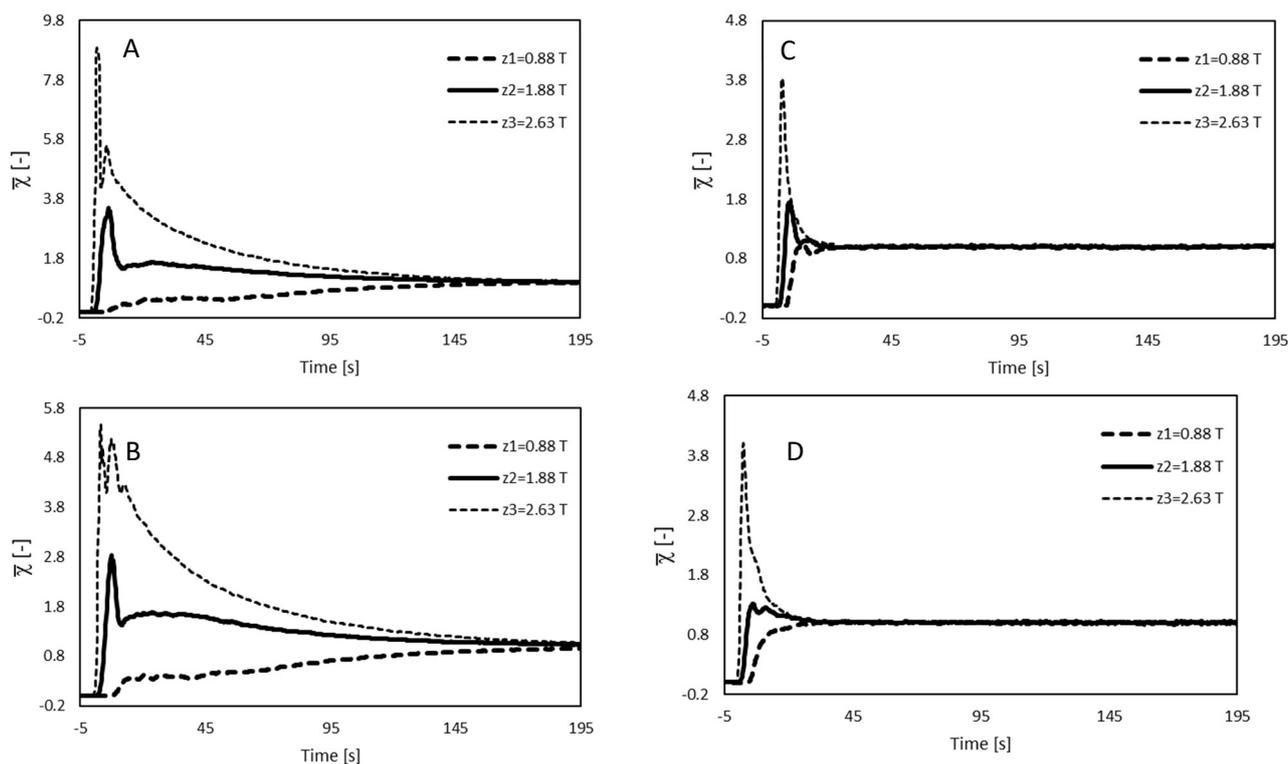 A
9.8
7.8
5.8
3.8
1.8
-0.2
χ̅ [-]
-5
45
95
145
195
Time [s]
z1=0.88 T
z2=1.88 T
z3=2.63 T
C
4.8
3.8
2.8
1.8
0.8
-0.2
χ̅ [-]
-5
45
95
145
195
Time [s]
z1=0.88 T
z2=1.88 T
z3=2.63 T
B
5.8
4.8
3.8
2.8
1.8
0.8
-0.2
χ̅ [-]
-5
45
95
145
195
Time [s]
z1=0.88 T
z2=1.88 T
z3=2.63 T
D
4.8
3.8
2.8
1.8
0.8
-0.2
χ̅ [-]
-5
45
95
145
195
Time [s]
z1=0.88 T
z2=1.88 T
z3=2.63 T